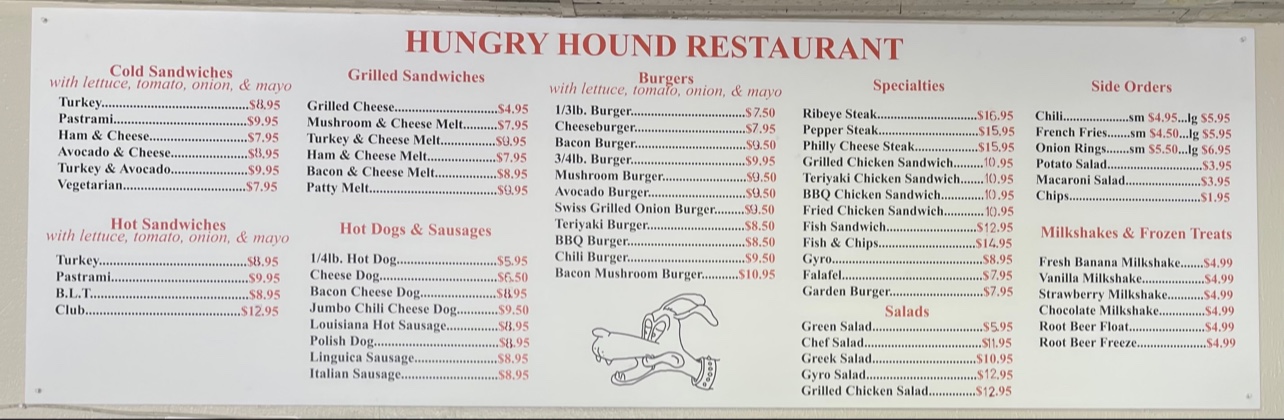 HUNGRY HOUND RESTAURANT
Cold Sandwiches
with lettuce, tomato, onion, & mayo
Turkey.......................................$8.95
Pastrami....................................$9.95
Ham & Cheese..........................$7.95
Avocado & Cheese....................$8.95
Turkey & Avocado....................$9.95
Vegetarian.................................$7.95
Hot Sandwiches
with lettuce, tomato, onion, & mayo
Turkey.......................................$8.95
Pastrami....................................$9.95
B.L.T..........................................$8.95
Club..........................................$12.95
Grilled Sandwiches
Grilled Cheese...........................$4.95
Mushroom & Cheese Melt.........$7.95
Turkey & Cheese Melt..............
Ham & Cheese Melt..................$7.95
Bacon & Cheese Melt...............$8.95
Patty Melt..................................
Hot Dogs & Sausages
1/4lb. Hot Dog..........................$5.95
Cheese Dog...............................$6.50
Bacon Cheese Dog....................$8.95
Jumbo Chili Cheese Dog..........$9.50
Louisiana Hot Sausage.............$8.95
Polish Dog.................................$8.95
Linguica Sausage......................$8.95
Italian Sausage.........................$8.95
Burgers
with lettuce, tomato, onion, & mayo
1/3lb. Burger..............................$7.50
Cheeseburger.............................$7.95
Bacon Burger.............................$9.50
3/4lb. Burger..............................$9.95
Mushroom Burger......................$9.50
Avocado Burger..........................$9.50
Swiss Grilled Onion Burger........$9.50
Teriyaki Burger..........................$8.50
BBQ Burger................................$8.50
Chili Burger................................$9.50
Bacon Mushroom Burger..........$10.95
Specialties
Ribeye Steak...........................$16.95
Pepper Steak...........................$15.95
Philly Cheese Steak.................$15.95
Grilled Chicken Sandwich........10.95
Teriyaki Chicken Sandwich......10.95
BBQ Chicken Sandwich...........10.95
Fried Chicken Sandwich...........10.95
Fish Sandwich.........................$12.95
Fish & Chips...........................$14.95
Gyro..........................................$8.95
Falafel.......................................$7.95
Garden Burger.........................$7.95
Salads
Green Salad.............................$5.95
Chef Salad...............................$11.95
Greek Salad............................$10.95
Gyro Salad..............................$12.95
Grilled Chicken Salad.............$12.95
Side Orders
Chili..................sm $4.95...lg $5.95
French Fries.......sm $4.50...lg $5.95
Onion Rings.......sm $5.50...lg $6.95
Potato Salad..........................$3.95
Macaroni Salad.....................$3.95
Chips......................................$1.95
Milkshakes & Frozen Treats
Fresh Banana Milkshake......$4.99
Vanilla Milkshake.................$4.99
Strawberry Milkshake..........$4.99
Chocolate Milkshake............$4.99
Root Beer Float.....................$4.99
Root Beer Freeze...................$4.99